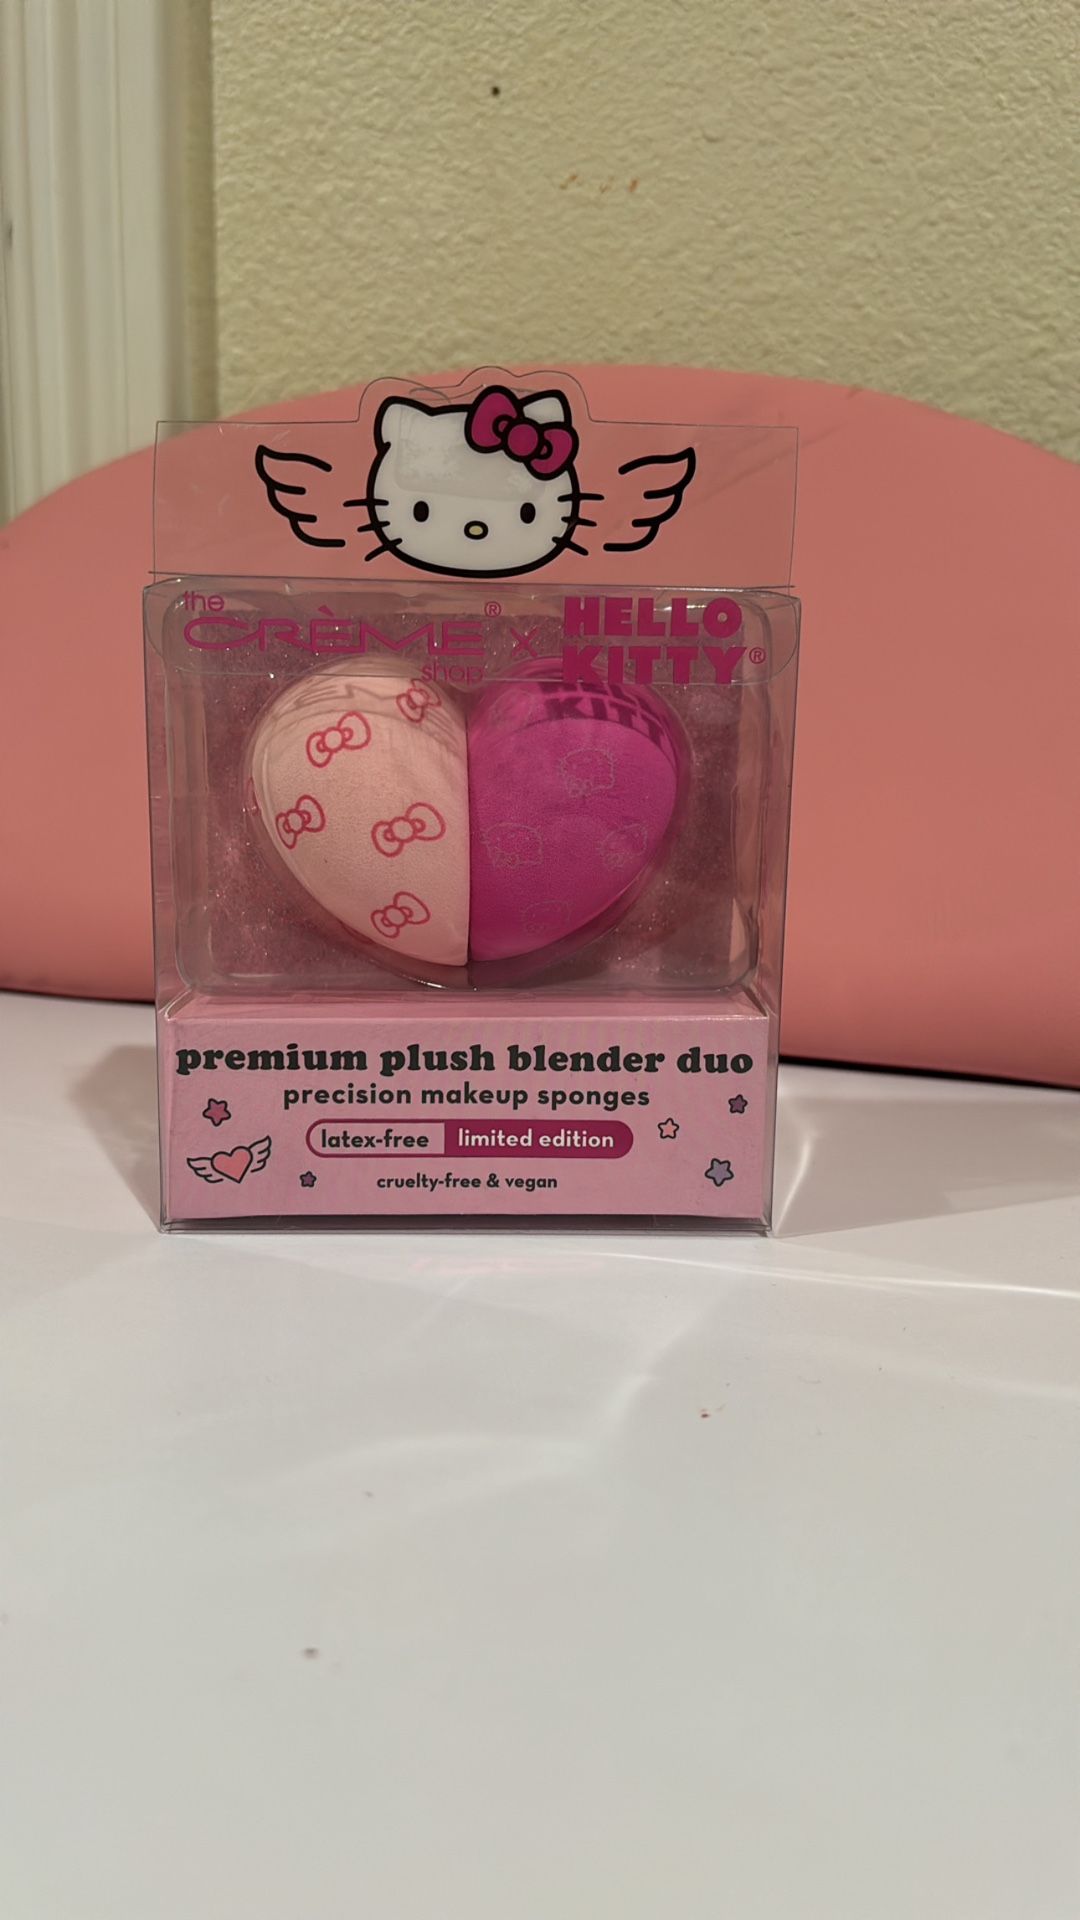 the
CRÈME®
shop
x
HELLO
KITTY®
premium plush blender duo
precision makeup sponges
latex-free limited edition
cruelty-free & vegan